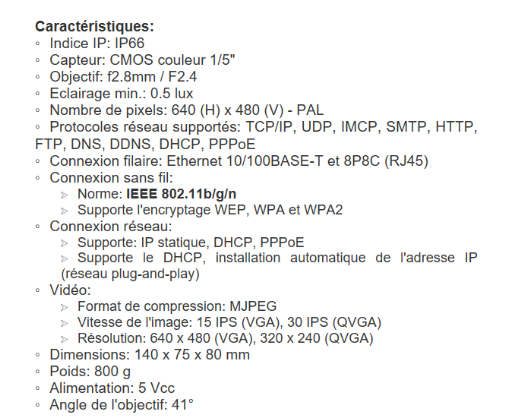 Caractéristiques:
◦ Indice IP: IP66
◦ Capteur: CMOS couleur 1/5"
◦ Objectif: f2.8mm / F2.4
◦ Eclairage min.: 0.5 lux
◦ Nombre de pixels: 640 (H) x 480 (V) - PAL
◦ Protocoles réseau supportés: TCP/IP, UDP, IMCP, SMTP, HTTP,
FTP, DNS, DDNS, DHCP, PPPoE
◦ Connexion filaire: Ethernet 10/100BASE-T et 8P8C (RJ45)
◦ Connexion sans fil:
➢ Norme: IEEE 802.11b/g/n
➢ Supporte l'encryptage WEP, WPA et WPA2
◦ Connexion réseau:
➢ Supporte: IP statique, DHCP, PPPoE
➢ Supporte le DHCP, installation automatique de l'adresse IP
(réseau plug-and-play)
◦ Vidéo:
➢ Format de compression: MJPEG
➢ Vitesse de l'image: 15 IPS (VGA), 30 IPS (QVGA)
➢ Résolution: 640 x 480 (VGA), 320 x 240 (QVGA)
◦ Dimensions: 140 x 75 x 80 mm
◦ Poids: 800 g
◦ Alimentation: 5 Vcc
◦ Angle de l'objectif: 41°